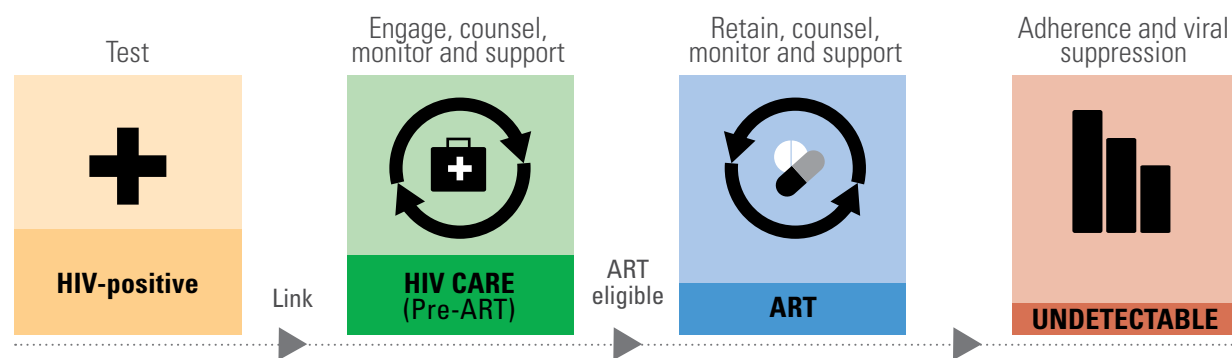 Test
HIV-positive
Link
Engage, counsel,
monitor and support
HIV CARE
(Pre-ART)
ART
eligible
Retain, counsel,
monitor and support
ART
Adherence and viral
suppression
UNDETECTABLE